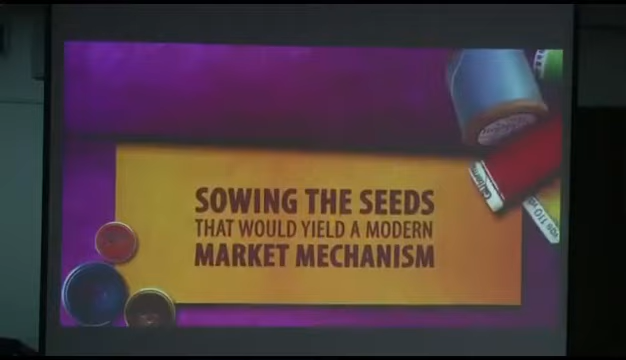 SOWING THE SEEDS
THAT WOULD YIELD A MODERN
MARKET MECHANISM